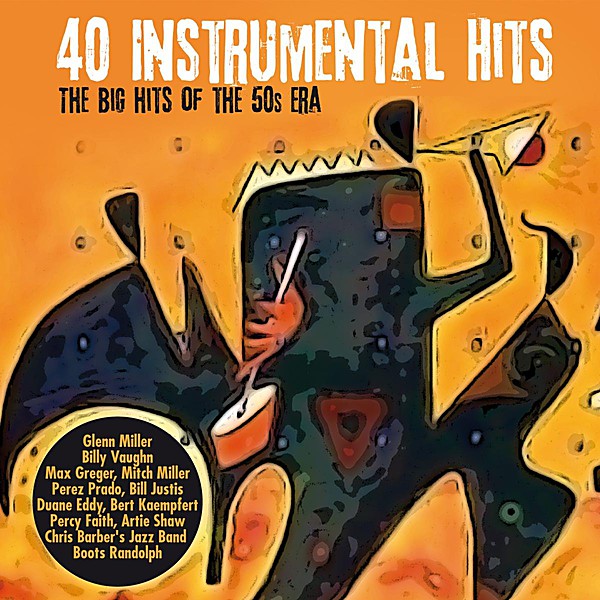 40 INSTRUMENTAL HITS
THE BIG HITS OF THE 50s ERA
Glenn Miller
Billy Vaughn
Max Greger, Mitch Miller
Perez Prado, Bill Justis
Duane Eddy, Bert Kaempfert
Percy Faith, Artie Shaw
Chris Barber's Jazz Band
Boots Randolph